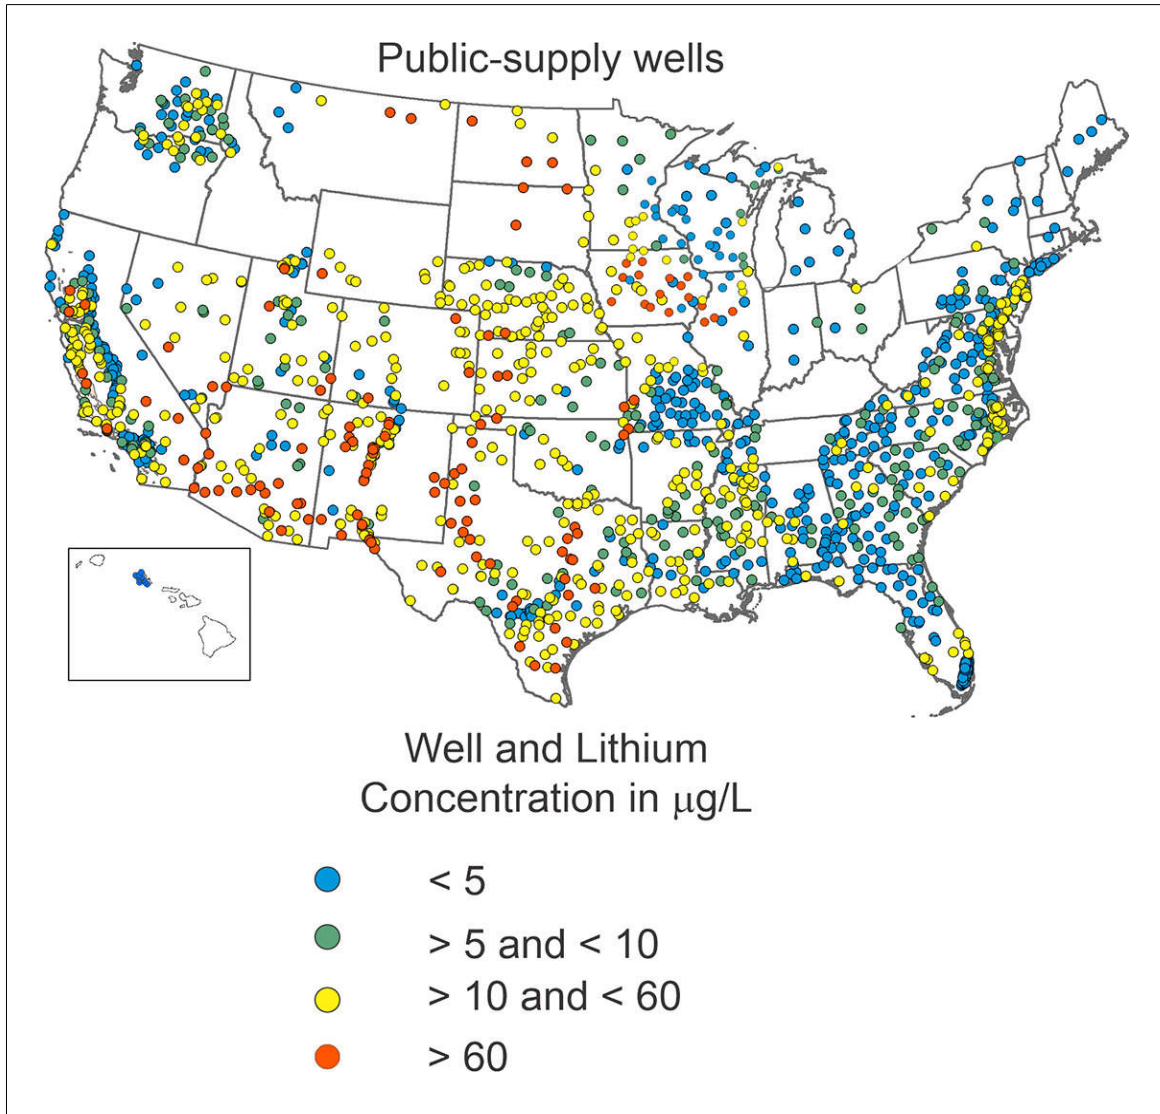 Public-supply wells
Well and Lithium
Concentration in µg/L
< 5
> 5 and < 10
> 10 and < 60
> 60